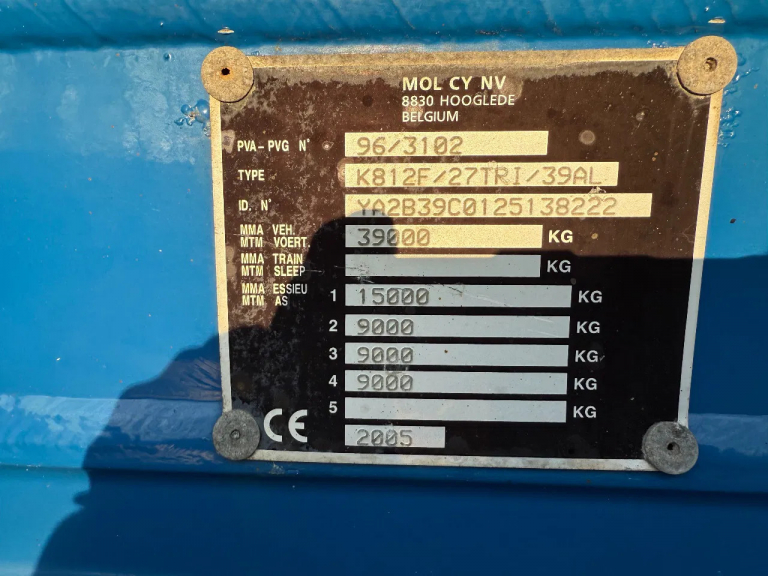 MOL CY NV
8830 HOOGLEDE
BELGIUM
PVA-PVG N° 96/3102
TYPE K812F/27TRI/39AL
ID. N° YA2B39C0125138222
MMA VEH.
MTM VOERT. 39000 KG
MMA TRAIN
MTM SLEEP KG
MMA ESSIEU
MTM AS 1 15000 KG
2 9000 KG
3 9000 KG
4 9000 KG
5 KG
CE 2005